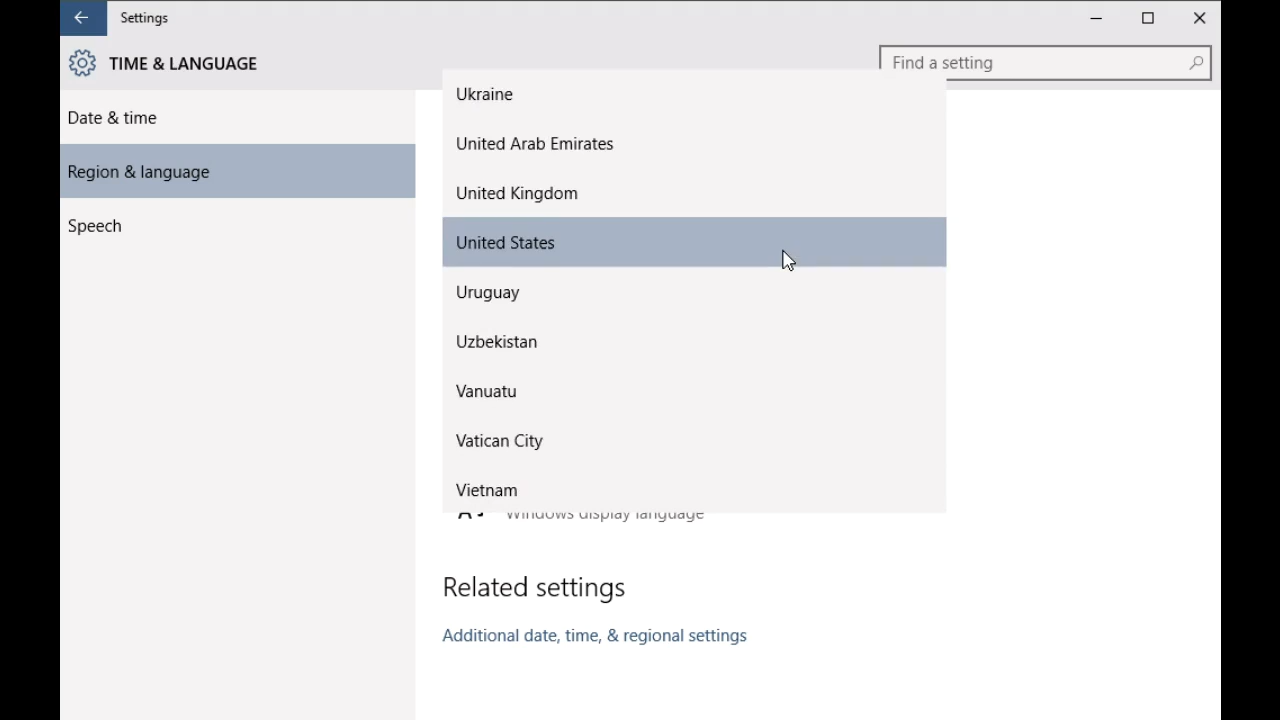 Settings
TIME & LANGUAGE
Find a setting
Date & time
Region & language
Speech
Ukraine
United Arab Emirates
United Kingdom
United States
Uruguay
Uzbekistan
Vanuatu
Vatican City
Vietnam
Windows display language
Related settings
Additional date, time, & regional settings